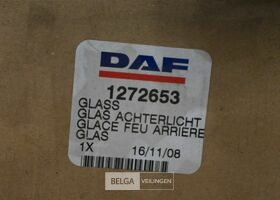 DAF
1272653
GLASS
GLAS ACHTERLICHT
GLACE FEU ARRIERE
GLAS
1X 16/11/08
BELGA VEILINGEN